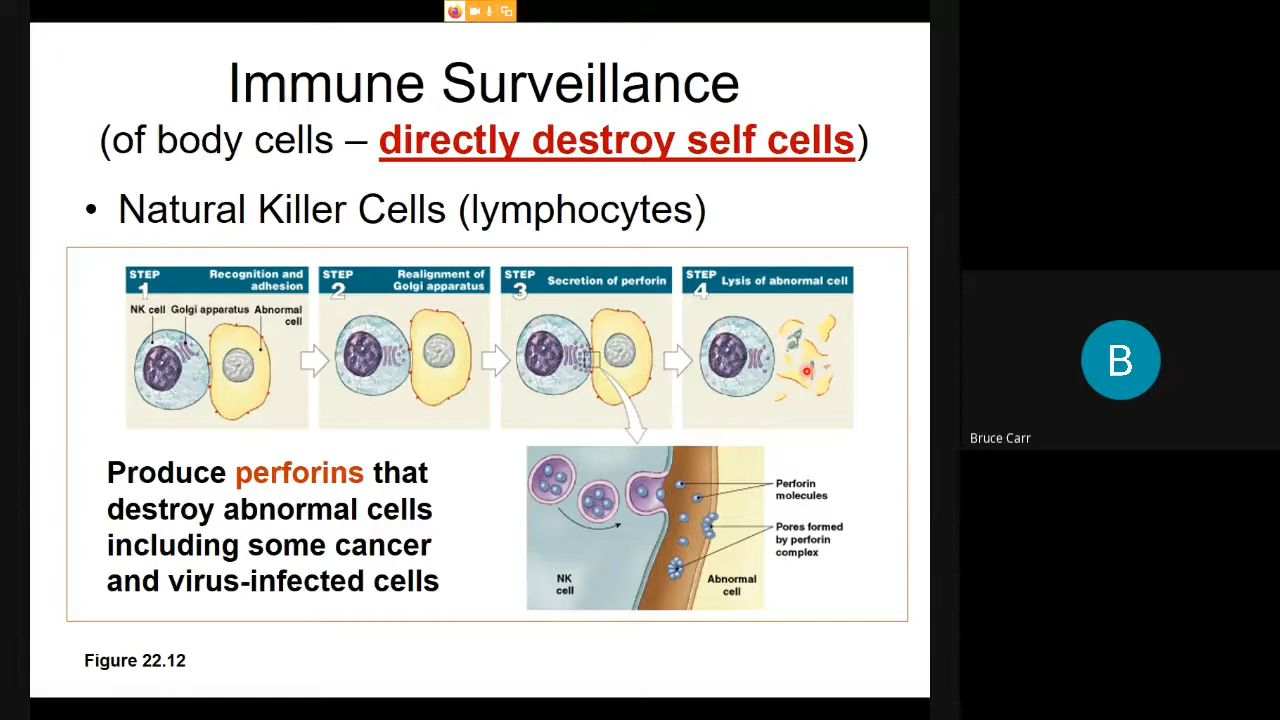 Immune Surveillance
(of body cells – directly destroy self cells)
• Natural Killer Cells (lymphocytes)
STEP 1 Recognition and adhesion
NK cell Golgi apparatus Abnormal cell
STEP 2 Realignment of Golgi apparatus
STEP 3 Secretion of perforin
STEP 4 Lysis of abnormal cell
Produce perforins that
destroy abnormal cells
including some cancer
and virus-infected cells
Perforin
molecules
Pores formed
by perforin
complex
NK
cell
Abnormal
cell
Figure 22.12
B
Bruce Carr